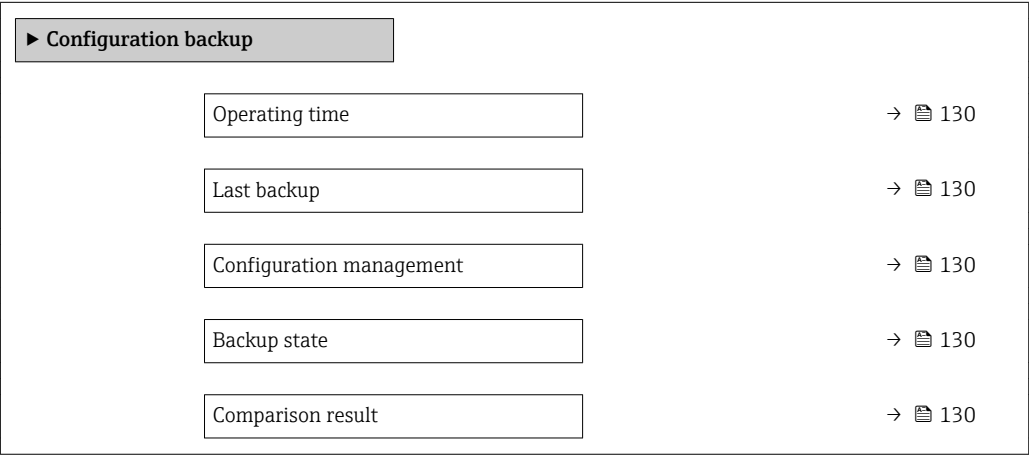 ▶ Configuration backup
Operating time → 130
Last backup → 130
Configuration management → 130
Backup state → 130
Comparison result → 130